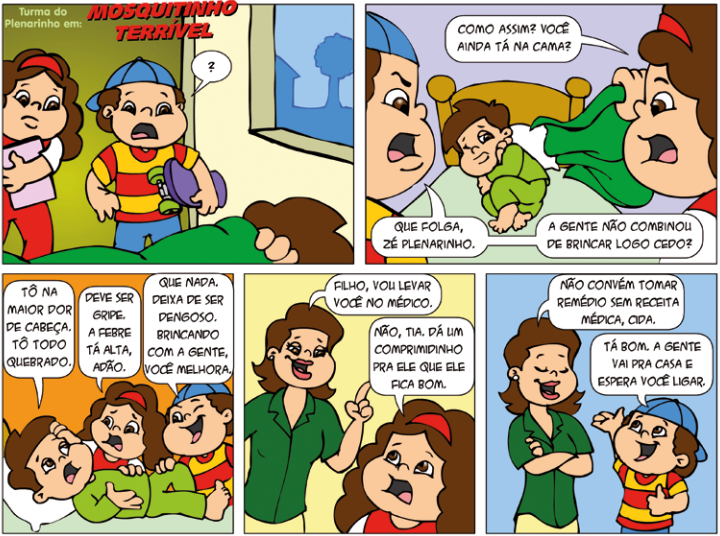 Turma do
Plenarinho em:
MOSQUITINHO
TERRÍVEL
?
COMO ASSIM? VOCÊ
AINDA TÁ NA CAMA?
QUE FOLGA,
ZÉ PLENARINHO.
A GENTE NÃO COMBINOU
DE BRINCAR LOGO CEDO?
TÔ NA
MAIOR DOR
DE CABEÇA.
TÔ TODO
QUEBRADO.
DEVE SER
GRIPE.
A FEBRE
TÁ ALTA,
ADÃO.
QUE NADA.
DEIXA DE SER
DENGOSO.
BRINCANDO
COM A GENTE,
VOCÊ MELHORA.
FILHO, VOU LEVAR
VOCÊ NO MÉDICO.
NÃO, TIA. DÁ UM
COMPRIMIDINHO
PRA ELE QUE ELE
FICA BOM.
NÃO CONVÉM TOMAR
REMÉDIO SEM RECEITA
MÉDICA, CIDA.
TÁ BOM. A GENTE
VAI PRA CASA E
ESPERA VOCÊ LIGAR.